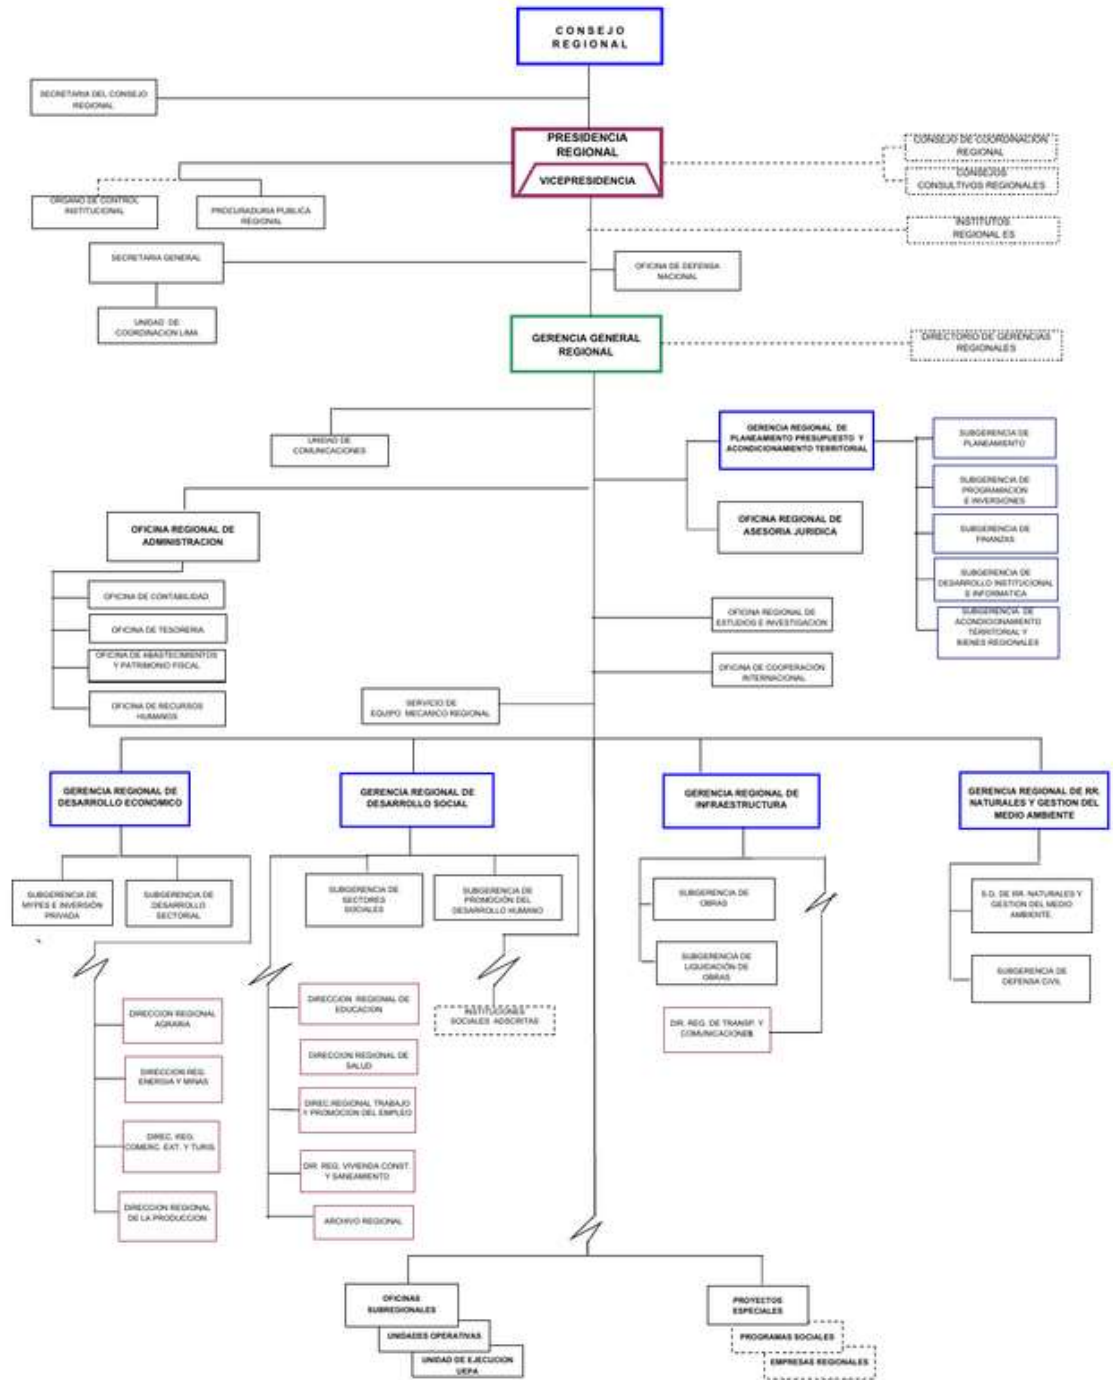 CONSEJO
REGIONAL
SECRETARIA DEL CONSEJO
REGIONAL
PRESIDENCIA
REGIONAL
VICEPRESIDENCIA
CONSEJO DE COORDINACION
REGIONAL
CONSEJOS
CONSULTIVOS REGIONALES
ORGANO DE CONTROL
INSTITUCIONAL
PROCURADURIA PUBLICA
REGIONAL
INSTITUTOS
REGIONAL ES
SECRETARIA GENERAL
OFICINA DE DEFENSA
NACIONAL
UNIDAD DE
COORDINACION LIMA
GERENCIA GENERAL
REGIONAL
DIRECTORIO DE GERENCIAS
REGIONALES
UNIDAD DE
COMUNICACIONES
GERENCIA REGIONAL DE
PLANEAMIENTO PRESUPUESTO Y
ACONDICIONAMIENTO TERRITORIAL
SUBGERENCIA DE
PLANEAMIENTO
SUBGERENCIA DE
PROGRAMACION
E INVERSIONES
OFICINA REGIONAL DE
ADMINISTRACION
OFICINA REGIONAL DE
ASESORIA JURIDICA
SUBGERENCIA DE
FINANZAS
SUBGERENCIA DE
DESARROLLO INSTITUCIONAL
E INFORMATICA
OFICINA DE CONTABILIDAD
OFICINA REGIONAL DE
ESTUDIOS E INVESTIGACION
SUBGERENCIA DE
ACONDICIONAMIENTO
TERRITORIAL Y
BIENES REGIONALES
OFICINA DE TESORERIA
OFICINA DE ABASTECIMIENTOS
Y PATRIMONIO FISCAL
OFICINA DE COOPERACIÓN
INTERNACIONAL
OFICINA DE RECURSOS
HUMANOS
SERVICIO DE
EQUIPO MECANICO REGIONAL
GERENCIA REGIONAL DE
DESARROLLO ECONOMICO
GERENCIA REGIONAL DE
DESARROLLO SOCIAL
GERENCIA REGIONAL DE
INFRAESTRUCTURA
GERENCIA REGIONAL DE RR.
NATURALES Y GESTION DEL
MEDIO AMBIENTE
SUBGERENCIA DE
MYPES E INVERSIÓN
PRIVADA
SUBGERENCIA DE
DESARROLLO
SECTORIAL
SUBGERENCIA DE
SECTORES
SOCIALES
SUBGERENCIA DE
PROMOCIÓN DEL
DESARROLLO HUMANO
SUBGERENCIA DE
OBRAS
S.G. DE RR. NATURALES Y
GESTION DEL MEDIO
AMBIENTE.
SUBGERENCIA DE
LIQUIDACIÓN DE
OBRAS
SUBGERENCIA DE
DEFENSA CIVIL
DIRECCION REGIONAL
AGRARIA
DIRECCION REGIONAL DE
EDUCACION
INSTITUCIONES
SOCIALES ADSCRITAS
DIR. REG. DE TRANSP. Y
COMUNICACIONES
DIRECCION REG.
ENERGIA Y MINAS
DIRECCION REGIONAL DE
SALUD
DIREC.REGIONAL TRABAJO
Y PROMOCION DEL EMPLEO
DIREC. REG.
COMERC. EXT. Y TURIS.
DIR. REG. VIVIENDA CONST.
Y SANEAMIENTO
DIRECCION REGIONAL
DE LA PRODUCCION
ARCHIVO REGIONAL
OFICINAS
SUBREGIONALES
UNIDADES OPERATIVAS
UNIDAD DE EJECUCION
UEPA
PROYECTOS
ESPECIALES
PROGRAMAS SOCIALES
EMPRESAS REGIONALES